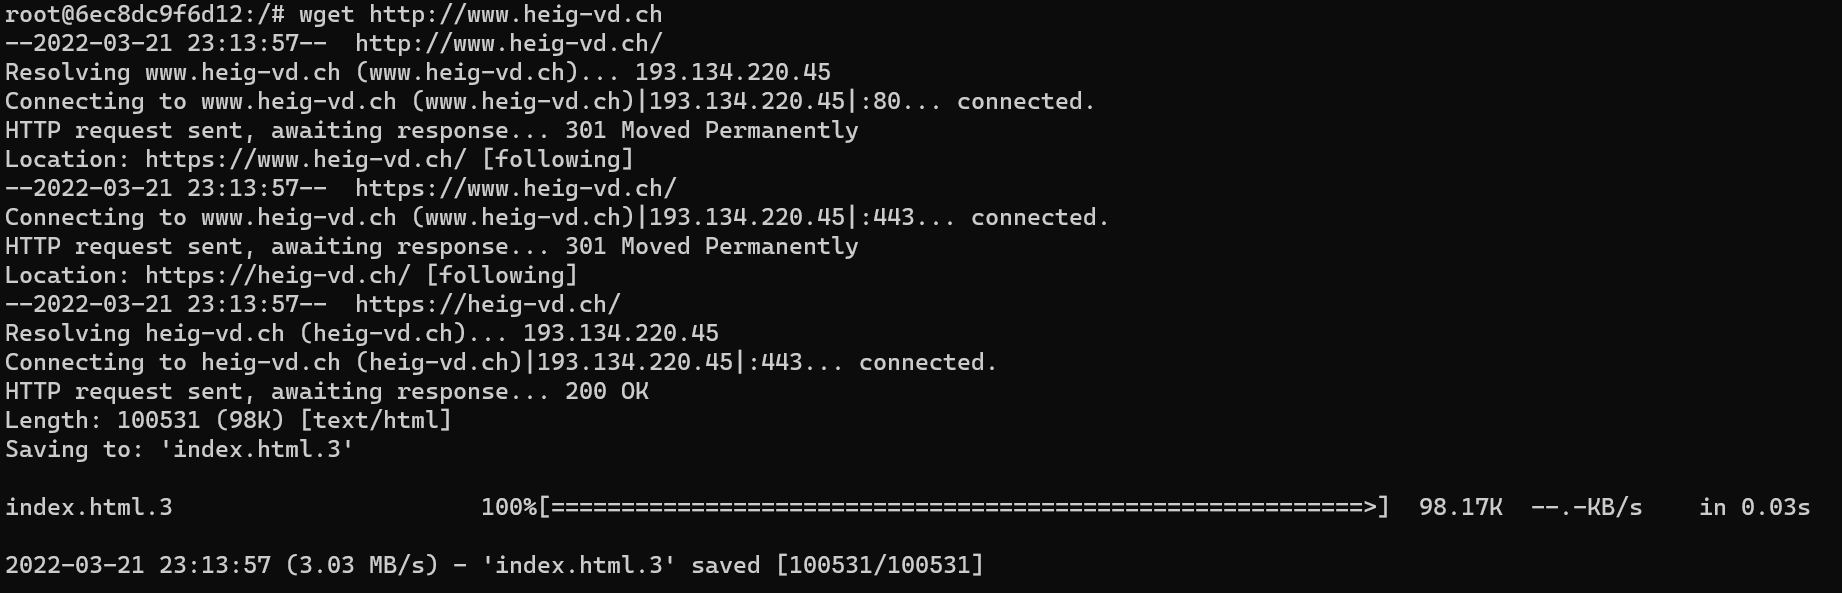 root@6ec8dc9f6d12:/# wget http://www.heig-vd.ch
--2022-03-21 23:13:57--  http://www.heig-vd.ch/
Resolving www.heig-vd.ch (www.heig-vd.ch)... 193.134.220.45
Connecting to www.heig-vd.ch (www.heig-vd.ch)|193.134.220.45|:80... connected.
HTTP request sent, awaiting response... 301 Moved Permanently
Location: https://www.heig-vd.ch/ [following]
--2022-03-21 23:13:57--  https://www.heig-vd.ch/
Connecting to www.heig-vd.ch (www.heig-vd.ch)|193.134.220.45|:443... connected.
HTTP request sent, awaiting response... 301 Moved Permanently
Location: https://heig-vd.ch/ [following]
--2022-03-21 23:13:57--  https://heig-vd.ch/
Resolving heig-vd.ch (heig-vd.ch)... 193.134.220.45
Connecting to heig-vd.ch (heig-vd.ch)|193.134.220.45|:443... connected.
HTTP request sent, awaiting response... 200 OK
Length: 100531 (98K) [text/html]
Saving to: 'index.html.3'
index.html.3                      100%[==========================================================>]  98.17K  --.-KB/s    in 0.03s
2022-03-21 23:13:57 (3.03 MB/s) - 'index.html.3' saved [100531/100531]